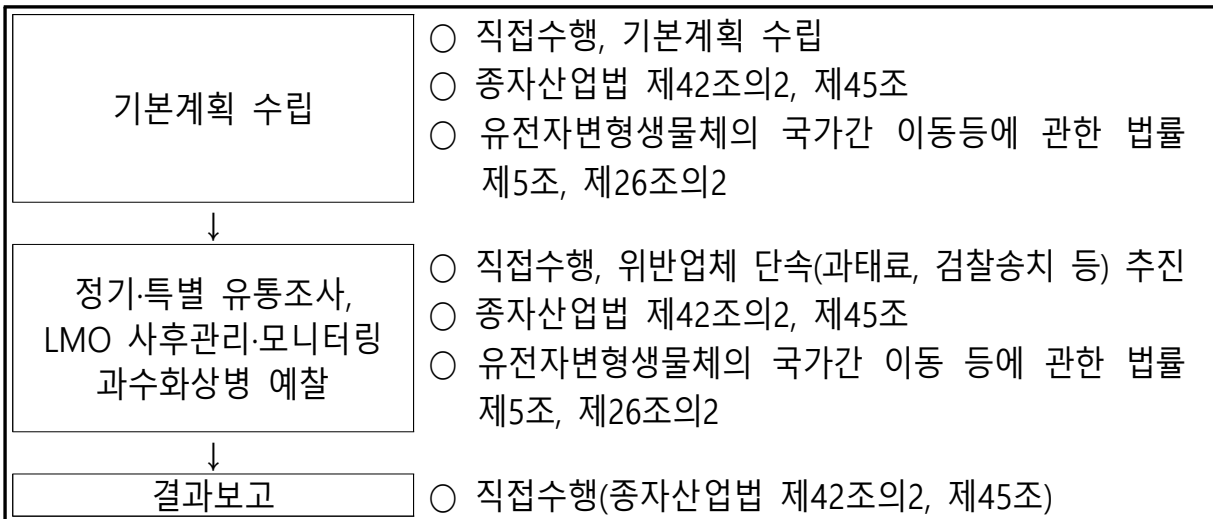 기본계획 수립
○ 직접수행, 기본계획 수립
○ 종자산업법 제42조의2, 제45조
○ 유전자변형생물체의 국가간 이동등에 관한 법률
제5조, 제26조의2
↓
정기·특별 유통조사,
LMO 사후관리·모니터링
과수화상병 예찰
○ 직접수행, 위반업체 단속(과태료, 검찰송치 등) 추진
○ 종자산업법 제42조의2, 제45조
○ 유전자변형생물체의 국가간 이동 등에 관한 법률
제5조, 제26조의2
↓
결과보고
○ 직접수행(종자산업법 제42조의2, 제45조)